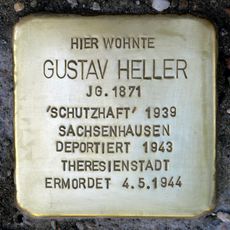 HIER WOHNTE
GUSTAV HELLER
JG. 1871
'SCHUTZHAFT' 1939
SACHSENHAUSEN
DEPORTIERT 1943
THERESIENSTADT
ERMORDET 4.5.1944